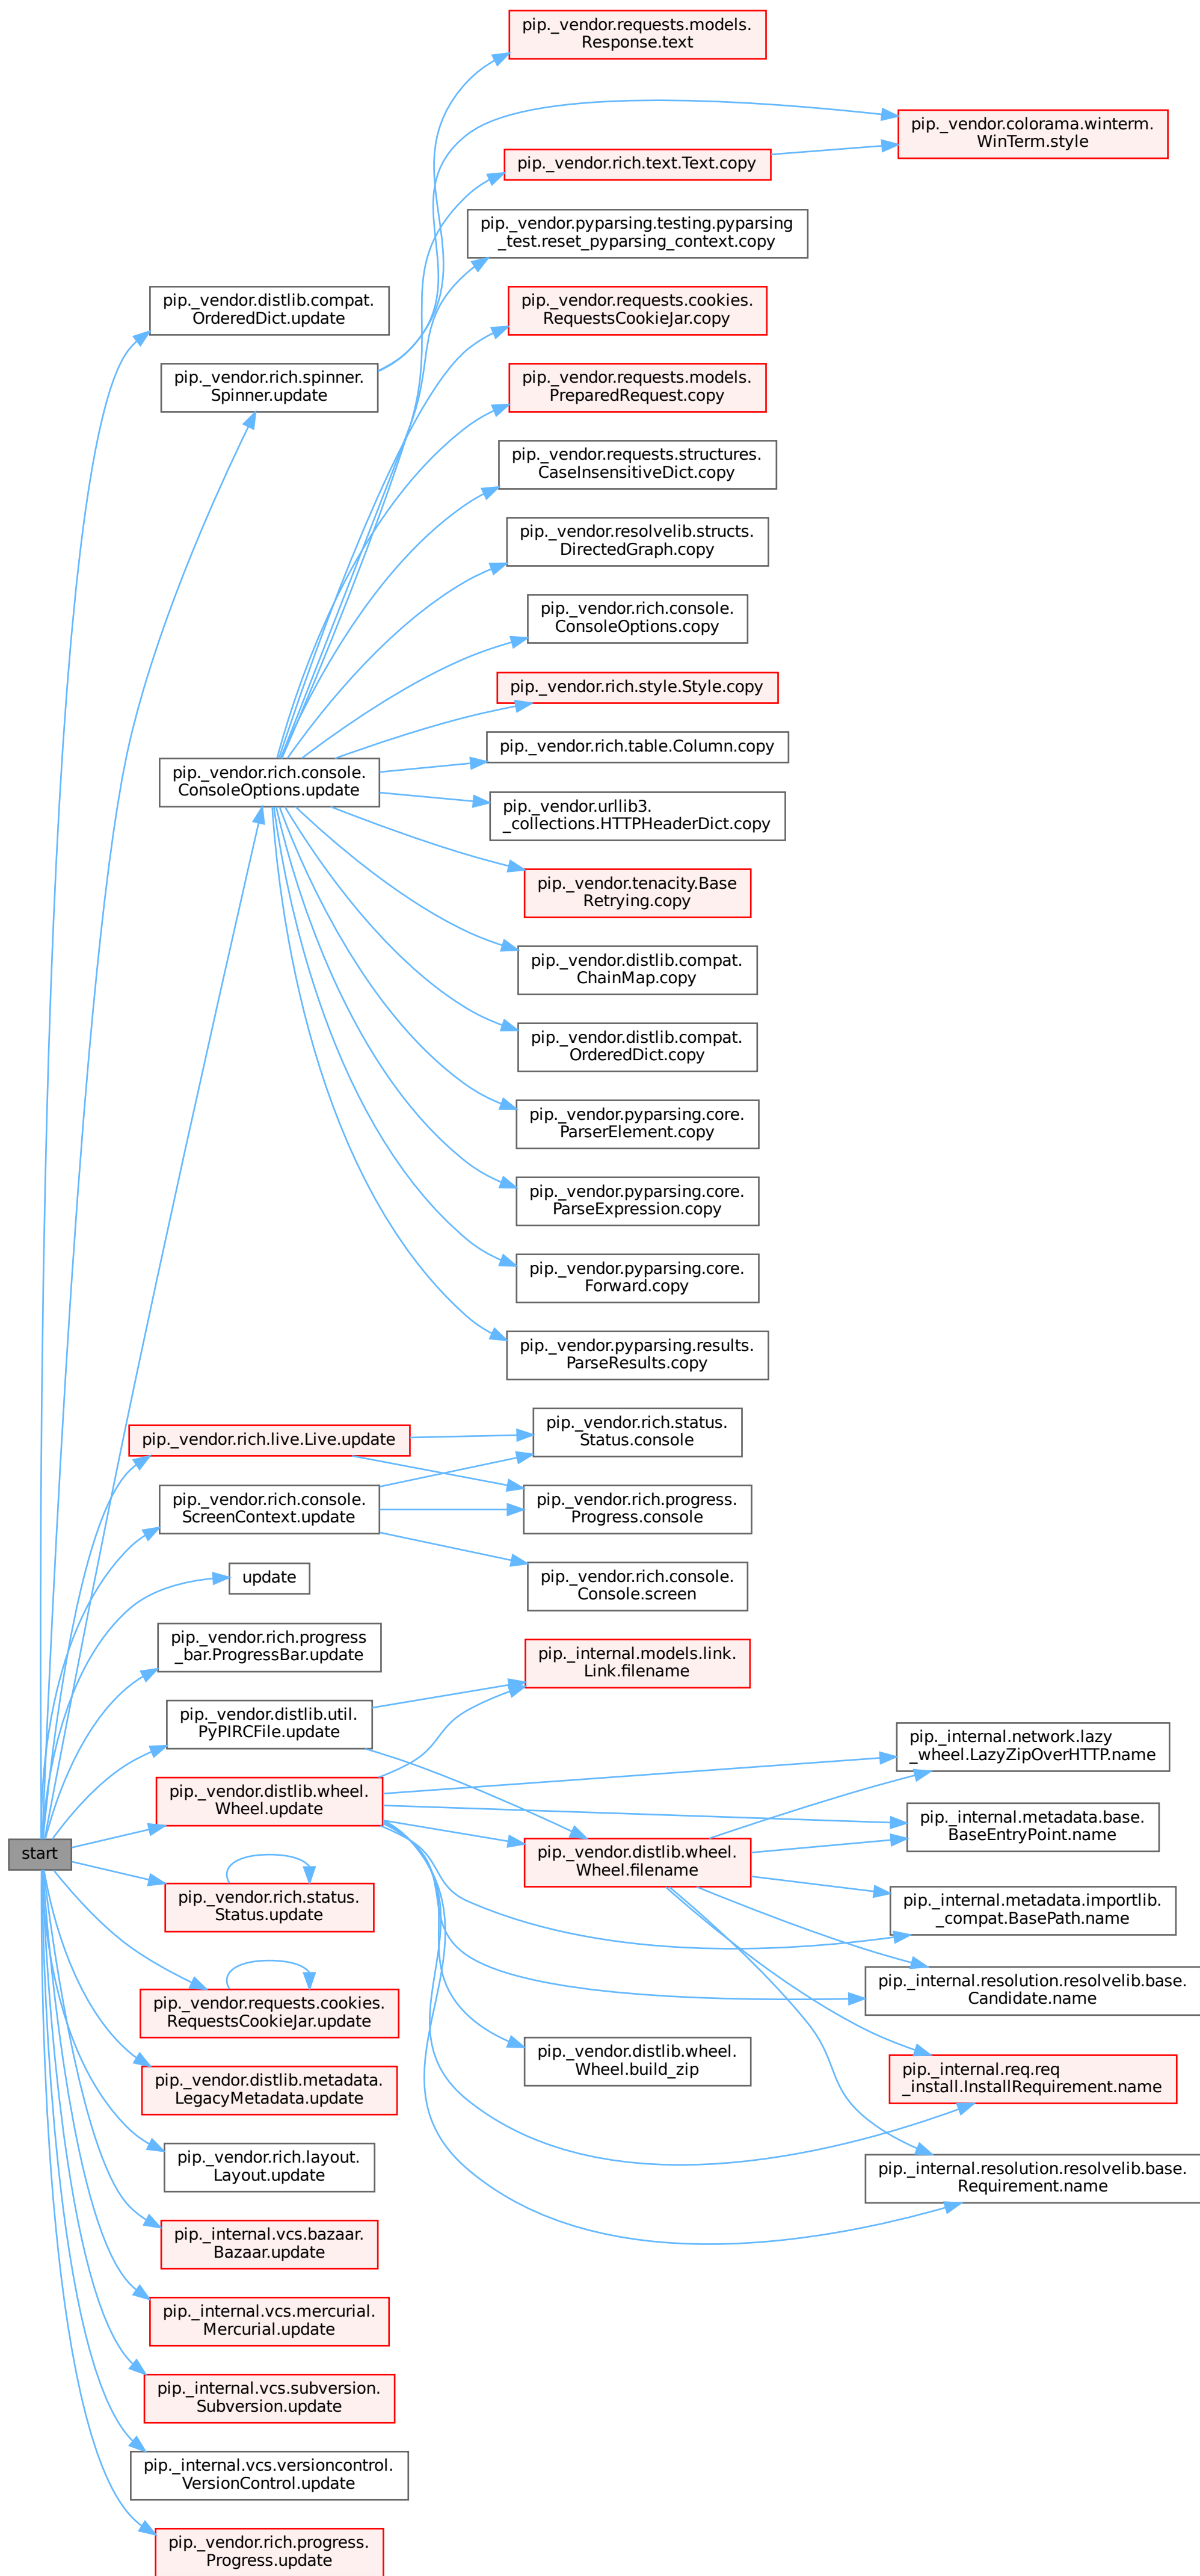 pip._vendor.requests.models.
Response.text
pip._vendor.colorama.winterm.
WinTerm.style
pip._vendor.rich.text.Text.copy
pip._vendor.pyparsing.testing.pyparsing
_test.reset_pyparsing_context.copy
pip._vendor.distlib.compat.
OrderedDict.update
pip._vendor.requests.cookies.
RequestsCookieJar.copy
pip._vendor.rich.spinner.
Spinner.update
pip._vendor.requests.models.
PreparedRequest.copy
pip._vendor.requests.structures.
CaseInsensitiveDict.copy
pip._vendor.resolvelib.structs.
DirectedGraph.copy
pip._vendor.rich.console.
ConsoleOptions.copy
pip._vendor.rich.style.Style.copy
pip._vendor.rich.table.Column.copy
pip._vendor.rich.console.
ConsoleOptions.update
pip._vendor.urllib3.
_collections.HTTPHeaderDict.copy
pip._vendor.tenacity.Base
Retrying.copy
pip._vendor.distlib.compat.
ChainMap.copy
pip._vendor.distlib.compat.
OrderedDict.copy
pip._vendor.pyparsing.core.
ParserElement.copy
pip._vendor.pyparsing.core.
ParseExpression.copy
pip._vendor.pyparsing.core.
Forward.copy
pip._vendor.pyparsing.results.
ParseResults.copy
pip._vendor.rich.live.Live.update
pip._vendor.rich.status.
Status.console
pip._vendor.rich.console.
ScreenContext.update
pip._vendor.rich.progress.
Progress.console
update
pip._vendor.rich.console.
Console.screen
pip._vendor.rich.progress
_bar.ProgressBar.update
pip._internal.models.link.
Link.filename
pip._vendor.distlib.util.
PyPIRCFile.update
pip._internal.network.lazy
_wheel.LazyZipOverHTTP.name
pip._vendor.distlib.wheel.
Wheel.update
pip._internal.metadata.base.
BaseEntryPoint.name
start
pip._vendor.distlib.wheel.
Wheel.filename
pip._vendor.rich.status.
Status.update
pip._internal.metadata.importlib.
_compat.BasePath.name
pip._internal.resolution.resolvelib.base.
Candidate.name
pip._vendor.requests.cookies.
RequestsCookieJar.update
pip._vendor.distlib.wheel.
Wheel.build_zip
pip._internal.req.req
_install.InstallRequirement.name
pip._vendor.distlib.metadata.
LegacyMetadata.update
pip._vendor.rich.layout.
Layout.update
pip._internal.resolution.resolvelib.base.
Requirement.name
pip._internal.vcs.bazaar.
Bazaar.update
pip._internal.vcs.mercurial.
Mercurial.update
pip._internal.vcs.subversion.
Subversion.update
pip._internal.vcs.versioncontrol.
VersionControl.update
pip._vendor.rich.progress.
Progress.update